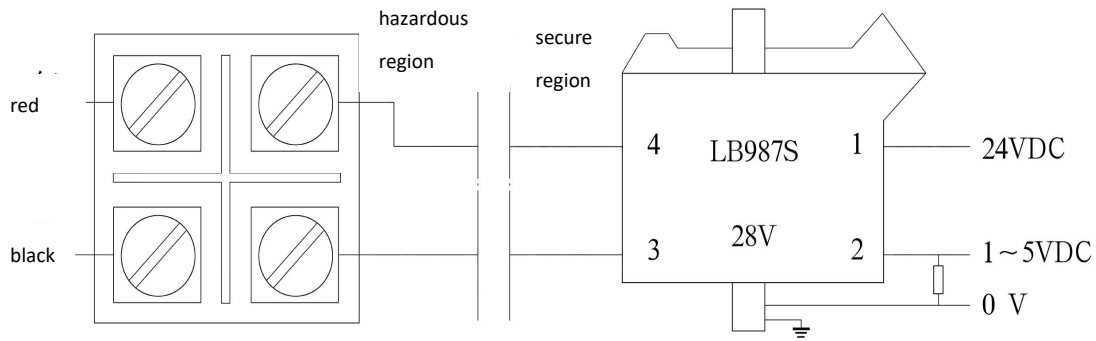 hazardous
region
secure
region
red
black
4
LB987S
1
24VDC
3
28V
2
1~5VDC
0 V